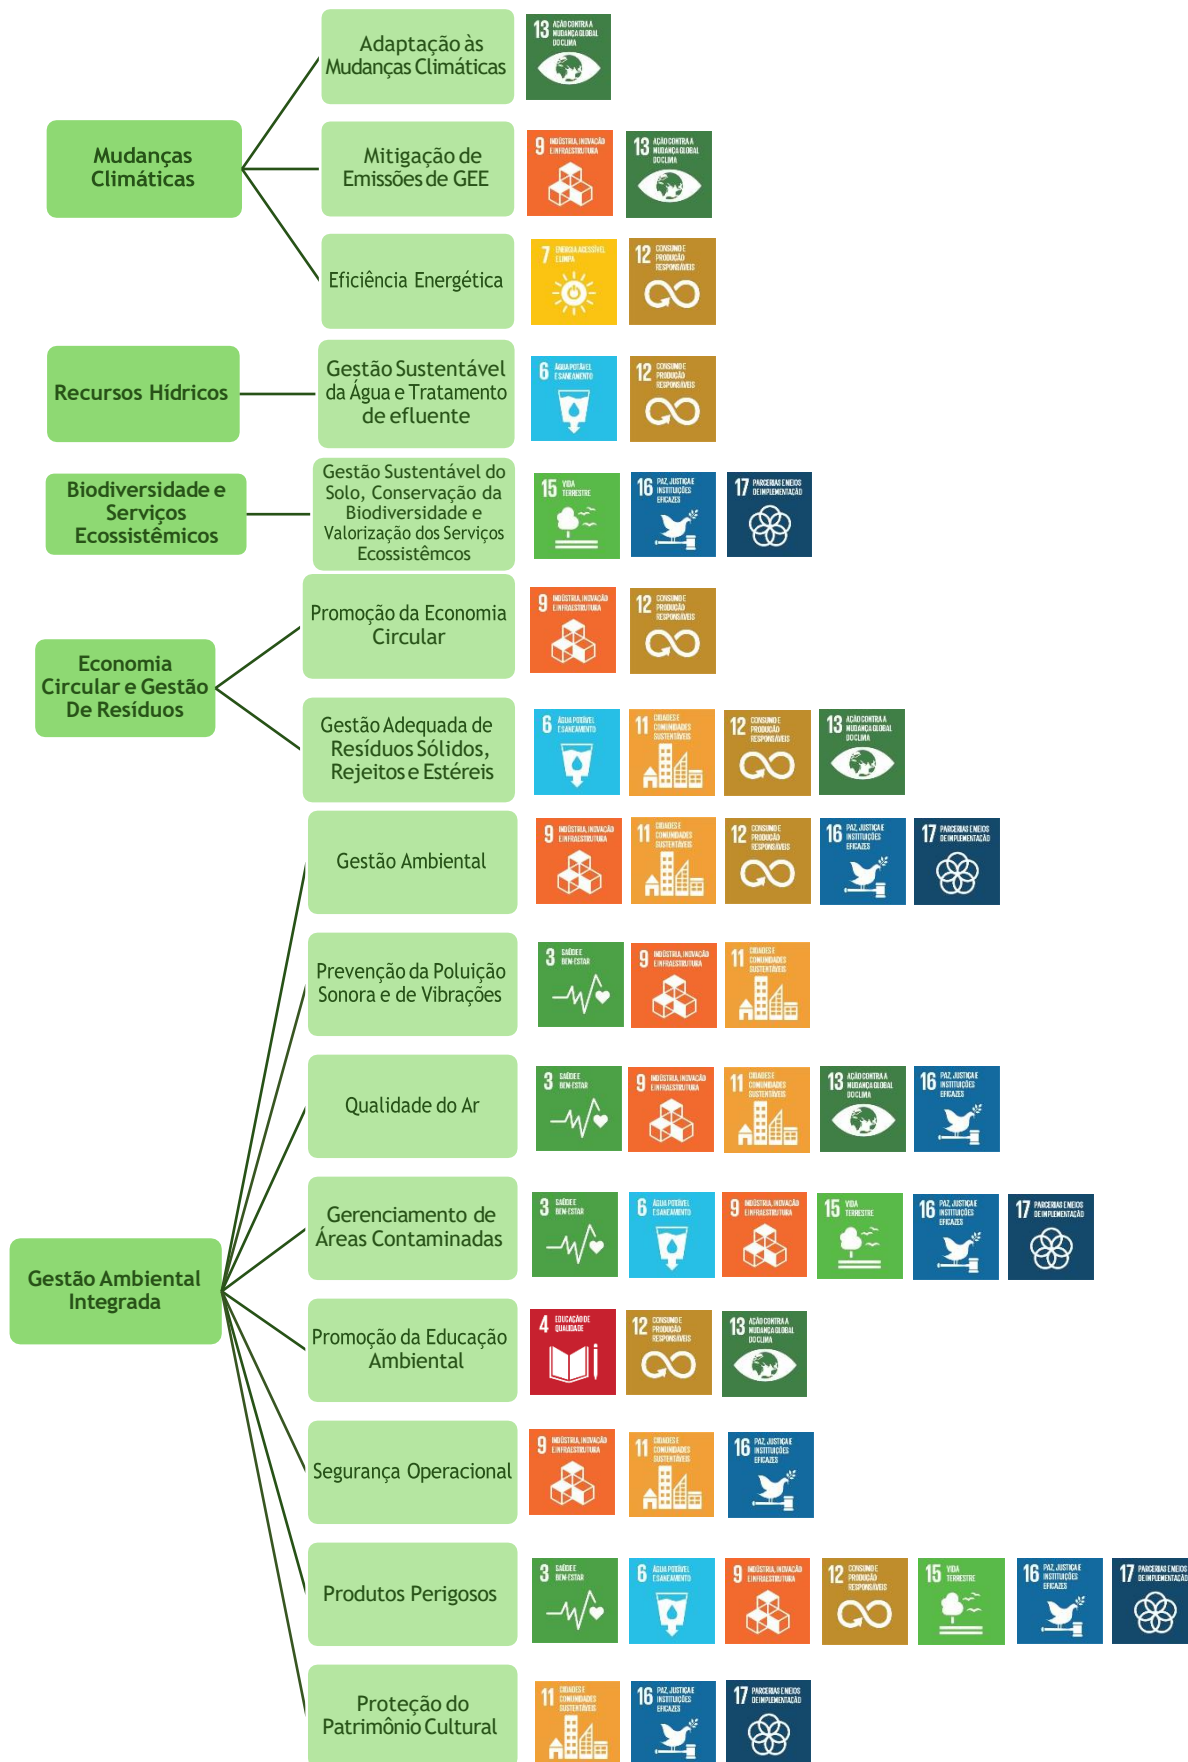 Mudanças
Climáticas
Adaptação às
Mudanças Climáticas
13 AÇÃO CONTRA A
MUDANÇA GLOBAL
DO CLIMA
Mitigação de
Emissões de GEE
9 INDÚSTRIA, INOVAÇÃO
E INFRAESTRUTURA
13 AÇÃO CONTRA A
MUDANÇA GLOBAL
DO CLIMA
Eficiência Energética
7 ENERGIA ACESSÍVEL
E LIMPA
12 CONSUMO E
PRODUÇÃO
RESPONSÁVEIS
Recursos Hídricos
Gestão Sustentável
da Água e Tratamento
de efluente
6 ÁGUA POTÁVEL
E SANEAMENTO
12 CONSUMO E
PRODUÇÃO
RESPONSÁVEIS
Biodiversidade e
Serviços
Ecossistêmicos
Gestão Sustentável do
Solo, Conservação da
Biodiversidade e
Valorização dos Serviços
Ecossistêmcos
15 VIDA
TERRESTRE
16 PAZ, JUSTIÇA E
INSTITUIÇÕES
EFICAZES
17 PARCERIAS E MEIOS
DE IMPLEMENTAÇÃO
Economia
Circular e Gestão
De Resíduos
Promoção da Economia
Circular
9 INDÚSTRIA, INOVAÇÃO
E INFRAESTRUTURA
12 CONSUMO E
PRODUÇÃO
RESPONSÁVEIS
Gestão Adequada de
Resíduos Sólidos,
Rejeitos e Estéreis
6 ÁGUA POTÁVEL
E SANEAMENTO
11 CIDADES E
COMUNIDADES
SUSTENTÁVEIS
12 CONSUMO E
PRODUÇÃO
RESPONSÁVEIS
13 AÇÃO CONTRA A
MUDANÇA GLOBAL
DO CLIMA
Gestão Ambiental
Integrada
Gestão Ambiental
9 INDÚSTRIA, INOVAÇÃO
E INFRAESTRUTURA
11 CIDADES E
COMUNIDADES
SUSTENTÁVEIS
12 CONSUMO E
PRODUÇÃO
RESPONSÁVEIS
16 PAZ, JUSTIÇA E
INSTITUIÇÕES
EFICAZES
17 PARCERIAS E MEIOS
DE IMPLEMENTAÇÃO
Prevenção da Poluição
Sonora e de Vibrações
3 SAÚDE E
BEM-ESTAR
9 INDÚSTRIA, INOVAÇÃO
E INFRAESTRUTURA
11 CIDADES E
COMUNIDADES
SUSTENTÁVEIS
Qualidade do Ar
3 SAÚDE E
BEM-ESTAR
9 INDÚSTRIA, INOVAÇÃO
E INFRAESTRUTURA
11 CIDADES E
COMUNIDADES
SUSTENTÁVEIS
13 AÇÃO CONTRA A
MUDANÇA GLOBAL
DO CLIMA
16 PAZ, JUSTIÇA E
INSTITUIÇÕES
EFICAZES
Gerenciamento de
Áreas Contaminadas
3 SAÚDE E
BEM-ESTAR
6 ÁGUA POTÁVEL
E SANEAMENTO
9 INDÚSTRIA, INOVAÇÃO
E INFRAESTRUTURA
15 VIDA
TERRESTRE
16 PAZ, JUSTIÇA E
INSTITUIÇÕES
EFICAZES
17 PARCERIAS E MEIOS
DE IMPLEMENTAÇÃO
Promoção da Educação
Ambiental
4 EDUCAÇÃO DE
QUALIDADE
12 CONSUMO E
PRODUÇÃO
RESPONSÁVEIS
13 AÇÃO CONTRA A
MUDANÇA GLOBAL
DO CLIMA
Segurança Operacional
9 INDÚSTRIA, INOVAÇÃO
E INFRAESTRUTURA
11 CIDADES E
COMUNIDADES
SUSTENTÁVEIS
16 PAZ, JUSTIÇA E
INSTITUIÇÕES
EFICAZES
Produtos Perigosos
3 SAÚDE E
BEM-ESTAR
6 ÁGUA POTÁVEL
E SANEAMENTO
9 INDÚSTRIA, INOVAÇÃO
E INFRAESTRUTURA
12 CONSUMO E
PRODUÇÃO
RESPONSÁVEIS
15 VIDA
TERRESTRE
16 PAZ, JUSTIÇA E
INSTITUIÇÕES
EFICAZES
17 PARCERIAS E MEIOS
DE IMPLEMENTAÇÃO
Proteção do
Patrimônio Cultural
11 CIDADES E
COMUNIDADES
SUSTENTÁVEIS
16 PAZ, JUSTIÇA E
INSTITUIÇÕES
EFICAZES
17 PARCERIAS E MEIOS
DE IMPLEMENTAÇÃO